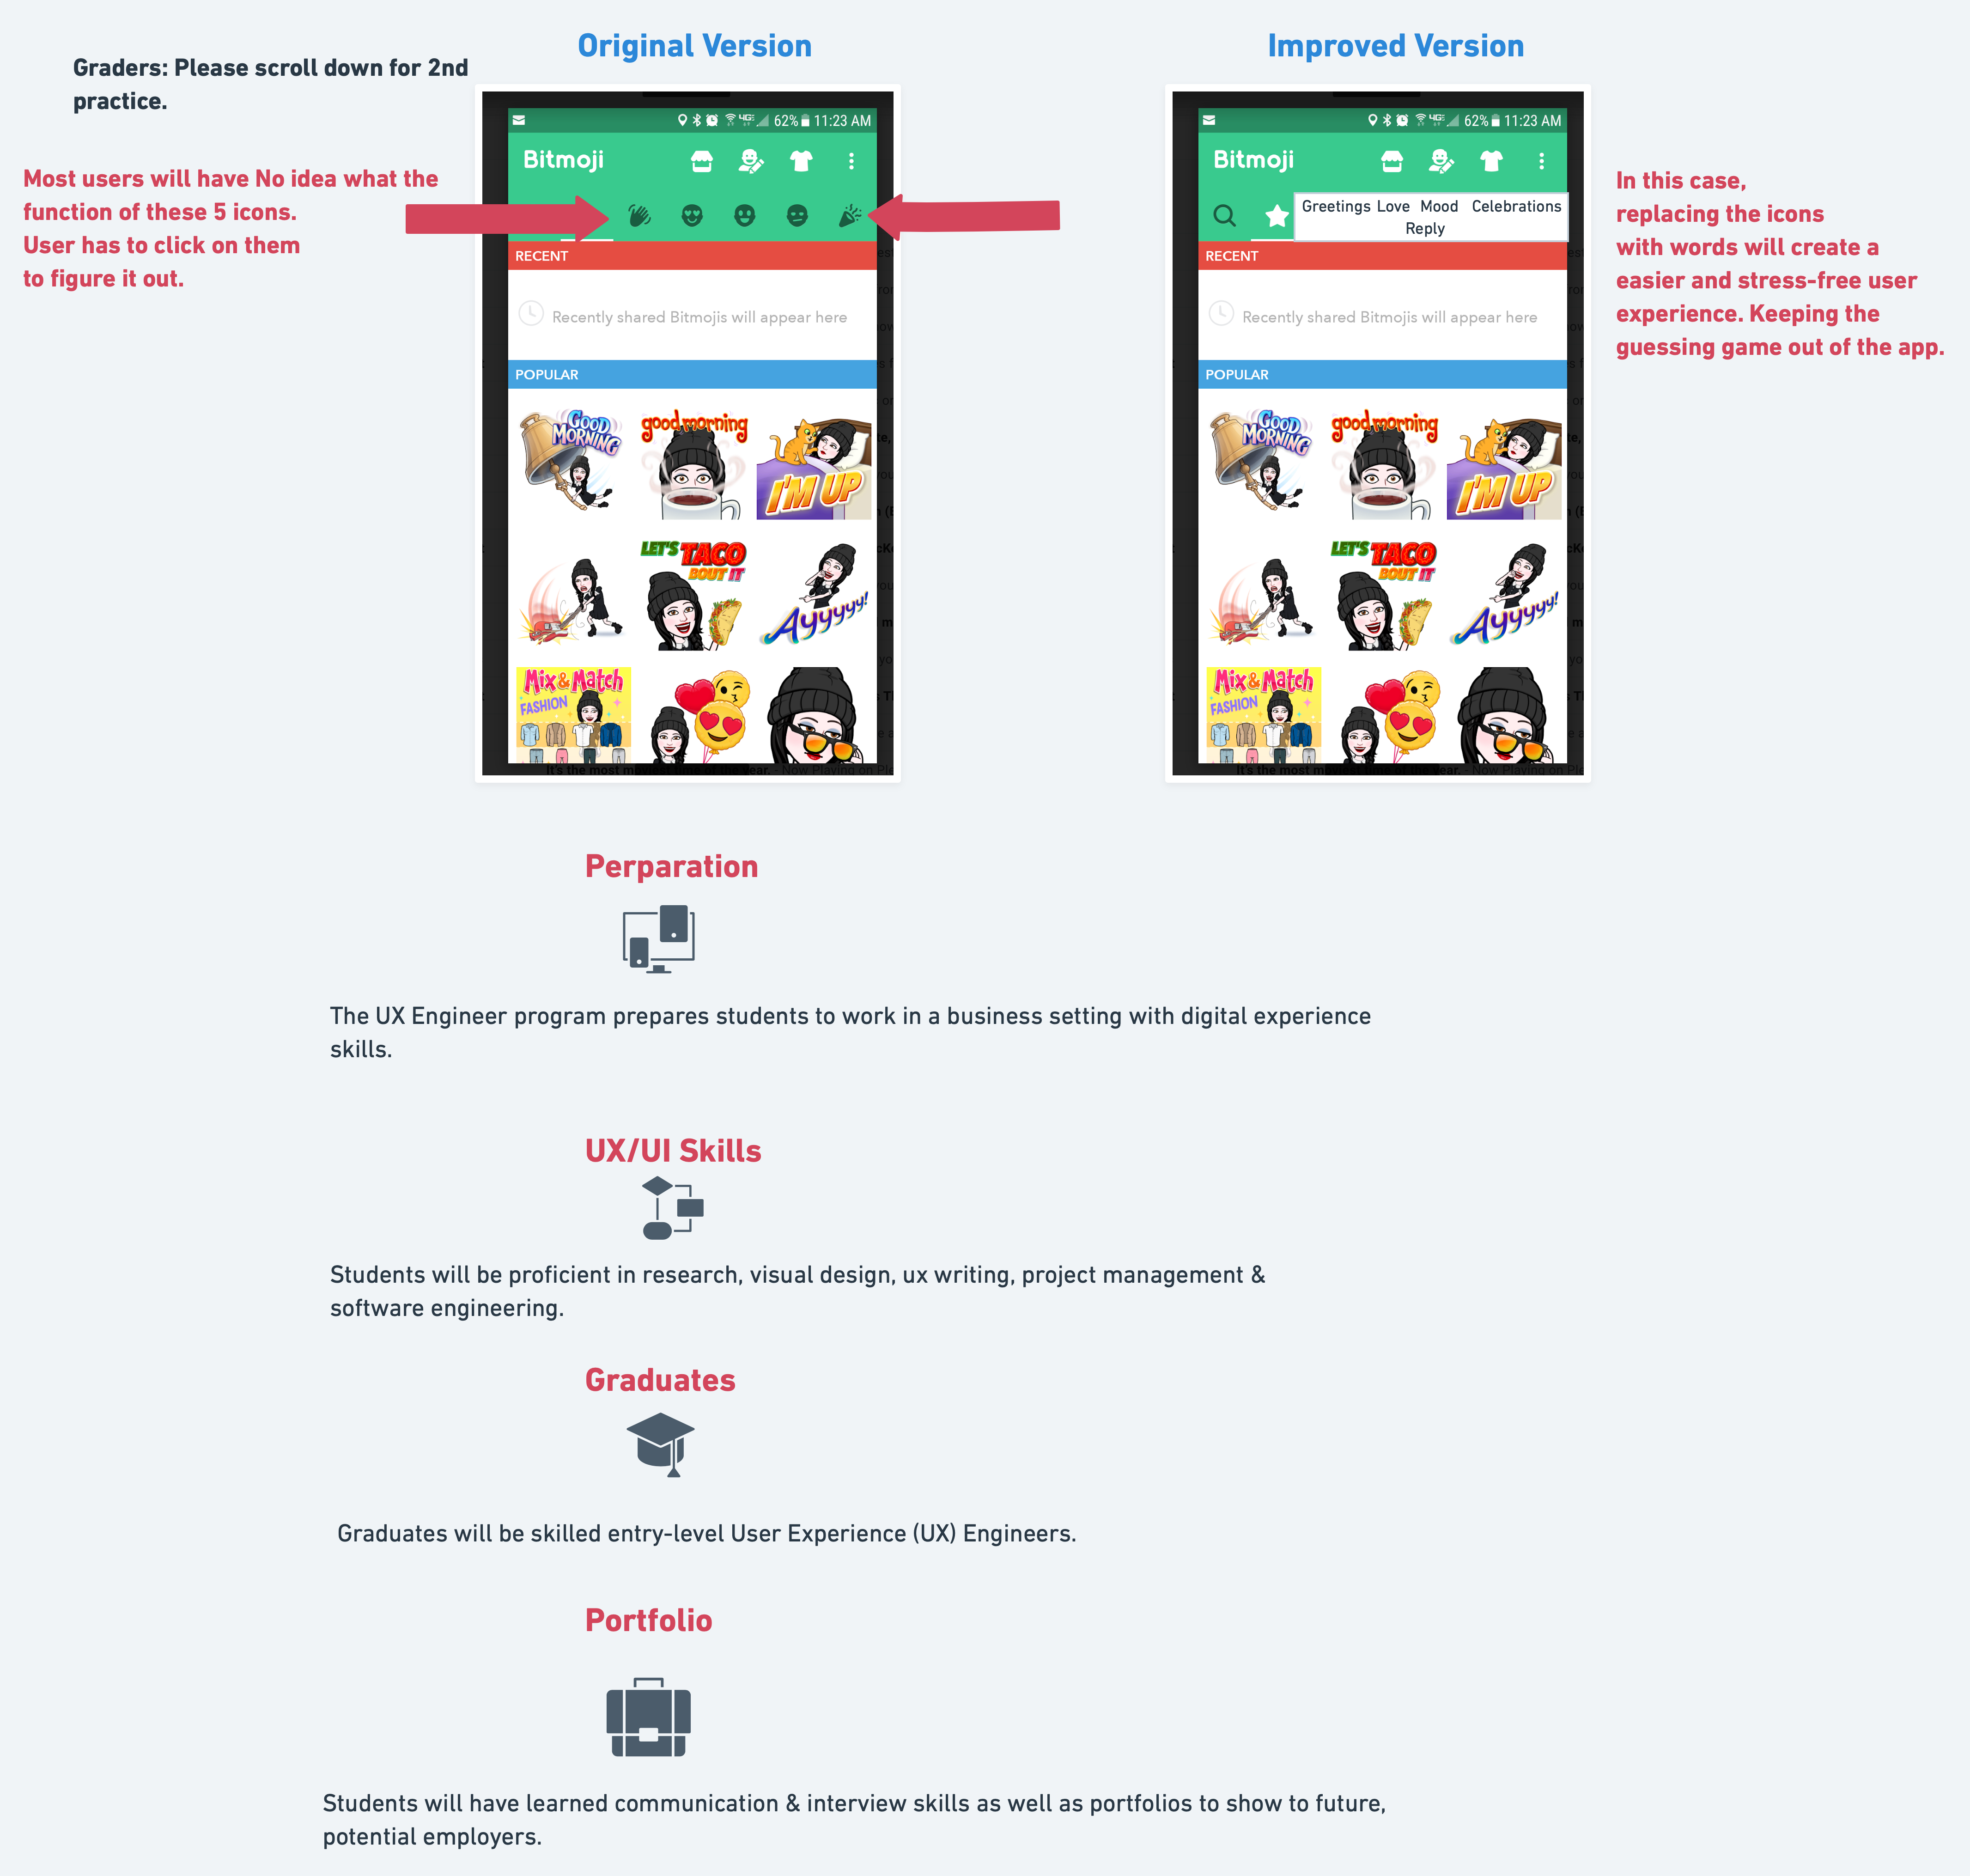 Original Version
Improved Version
Graders: Please scroll down for 2nd
practice.
Most users will have No idea what the
function of these 5 icons.
User has to click on them
to figure it out.
62% 11:23 AM
Bitmoji
RECENT
Recently shared Bitmojis will appear here
POPULAR
GOOD
MORNING
good morning
I'M UP
LET'S TACO
BOUT IT
Ayyyyy!
Mix & Match
FASHION
62% 11:23 AM
Bitmoji
Greetings Love Mood Celebrations
Reply
RECENT
Recently shared Bitmojis will appear here
POPULAR
GOOD
MORNING
good morning
I'M UP
LET'S TACO
BOUT IT
Ayyyyy!
Mix & Match
FASHION
In this case,
replacing the icons
with words will create a
easier and stress-free user
experience. Keeping the
guessing game out of the app.
Perparation
The UX Engineer program prepares students to work in a business setting with digital experience
skills.
UX/UI Skills
Students will be proficient in research, visual design, ux writing, project management &
software engineering.
Graduates
Graduates will be skilled entry-level User Experience (UX) Engineers.
Portfolio
Students will have learned communication & interview skills as well as portfolios to show to future,
potential employers.